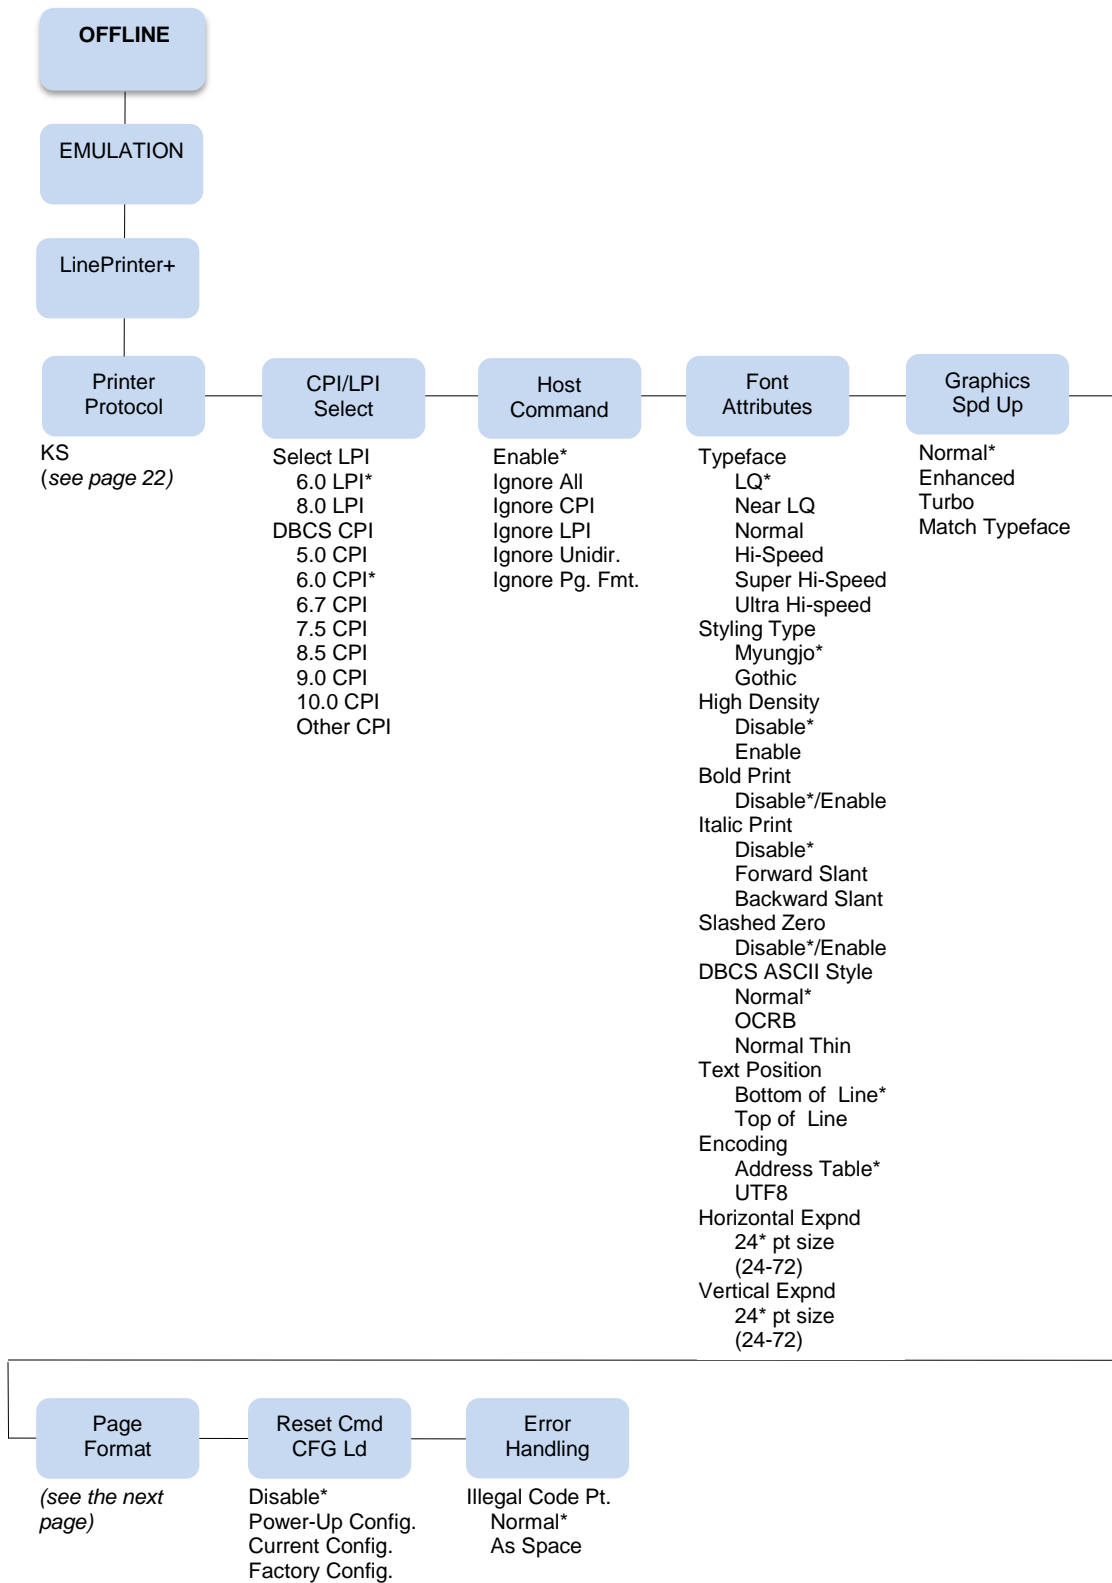 OFFLINE
EMULATION
LinePrinter+
Printer
Protocol
KS
(see page 22)
CPI/LPI
Select
Select LPI
6.0 LPI*
8.0 LPI
DBCS CPI
5.0 CPI
6.0 CPI*
6.7 CPI
7.5 CPI
8.5 CPI
9.0 CPI
10.0 CPI
Other CPI
Host
Command
Enable*
Ignore All
Ignore CPI
Ignore LPI
Ignore Unidir.
Ignore Pg. Fmt.
Font
Attributes
Typeface
LQ*
Near LQ
Normal
Hi-Speed
Super Hi-Speed
Ultra Hi-speed
Styling Type
Myungjo*
Gothic
High Density
Disable*
Enable
Bold Print
Disable*/Enable
Italic Print
Disable*
Forward Slant
Backward Slant
Slashed Zero
Disable*/Enable
DBCS ASCII Style
Normal*
OCRB
Normal Thin
Text Position
Bottom of Line*
Top of Line
Encoding
Address Table*
UTF8
Horizontal Expnd
24* pt size
(24-72)
Vertical Expnd
24* pt size
(24-72)
Graphics
Spd Up
Normal*
Enhanced
Turbo
Match Typeface
Page
Format
(see the next
page)
Reset Cmd
CFG Ld
Disable*
Power-Up Config.
Current Config.
Factory Config.
Error
Handling
Illegal Code Pt.
Normal*
As Space